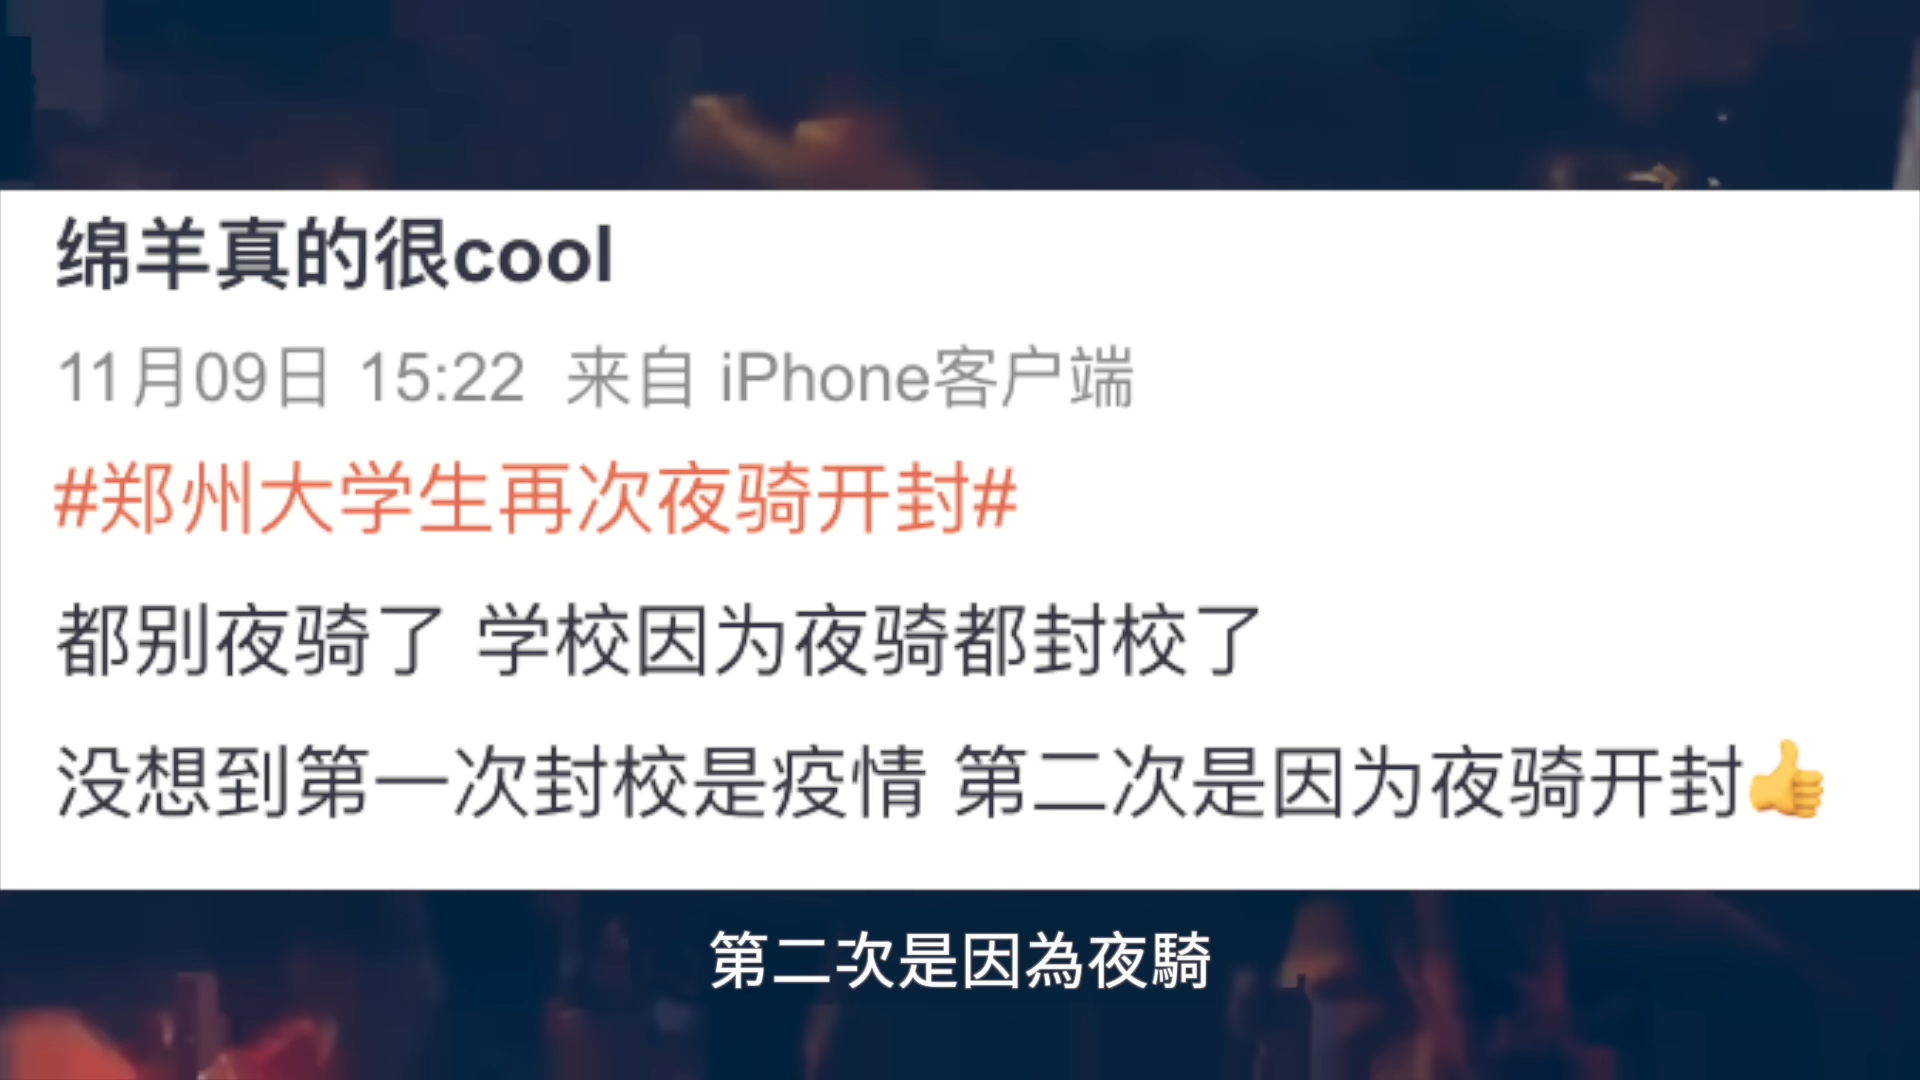 绵羊真的很cool
11月09日 15:22 来自 iPhone客户端
#郑州大学生再次夜骑开封#
都别夜骑了 学校因为夜骑都封校了
没想到第一次封校是疫情 第二次是因为夜骑开封👍
第二次是因為夜騎